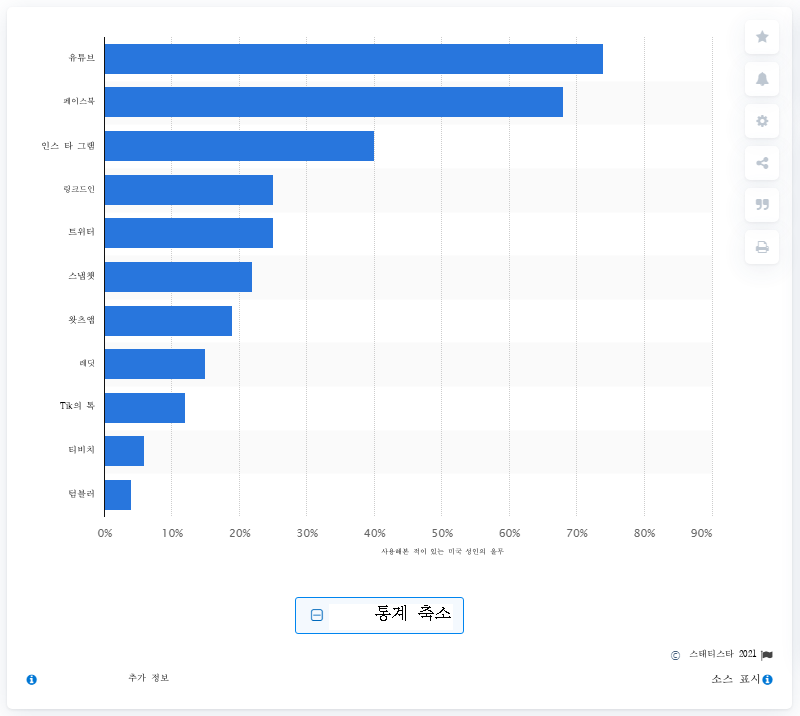 유튜브
페이스북
인스 타 그램
링크드인
트위터
스냅챗
왓츠앱
레딧
Tik의 톡
티비치
텀블러
0% 10% 20% 30% 40% 50% 60% 70% 80% 90%
사용해본 적이 있는 미국 성인의 율무
통계 축소
© 스태티스타 2021
추가 정보
소스 표시